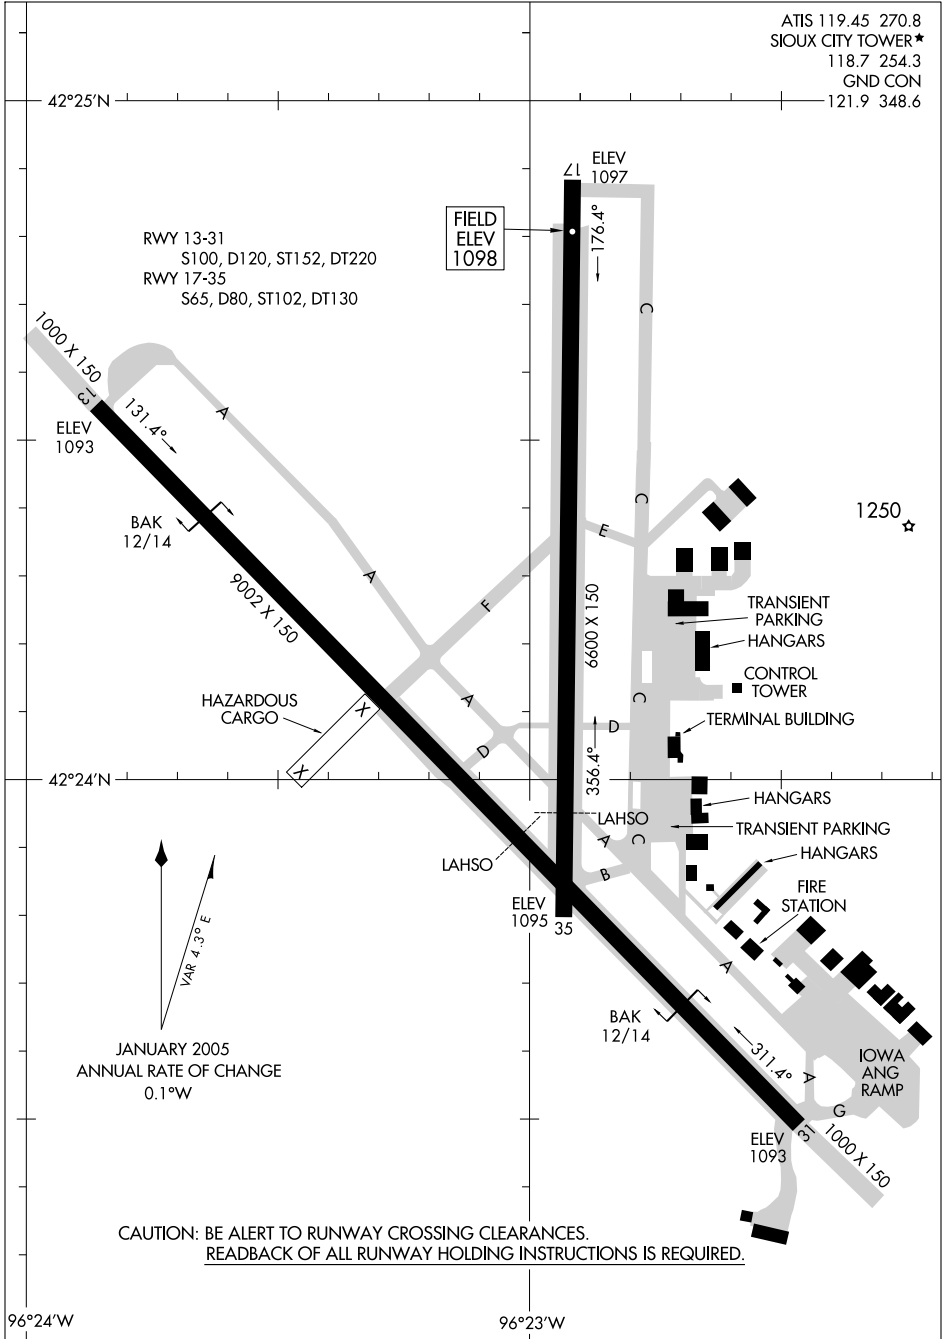 ATIS 119.45 270.8
SIOUX CITY TOWER
118.7 254.3
GND CON
121.9 348.6
42°25'N
17
ELEV
1097
FIELD
ELEV
1098
176.4°
RWY 13-31
S100, D120, ST152, DT220
RWY 17-35
S65, D80, ST102, DT130
C
1000 X 150
13
ELEV
1093
131.4°
A
BAK
12/14
C
E
1250
A
9002 X 150
F
6600 X 150
TRANSIENT
PARKING
HANGARS
CONTROL
TOWER
HAZARDOUS
CARGO
X
X
A
C
D
D
TERMINAL BUILDING
356.4°
42°24'N
HANGARS
LAHSO
LAHSO
A
C
TRANSIENT PARKING
HANGARS
B
FIRE
STATION
ELEV
1095
35
VAR 4.3° E
A
BAK
12/14
311.4°
JANUARY 2005
ANNUAL RATE OF CHANGE
0.1°W
IOWA
ANG
RAMP
A
G
ELEV
1093
31
1000 X 150
CAUTION: BE ALERT TO RUNWAY CROSSING CLEARANCES.
READBACK OF ALL RUNWAY HOLDING INSTRUCTIONS IS REQUIRED.
96°24'W
96°23'W